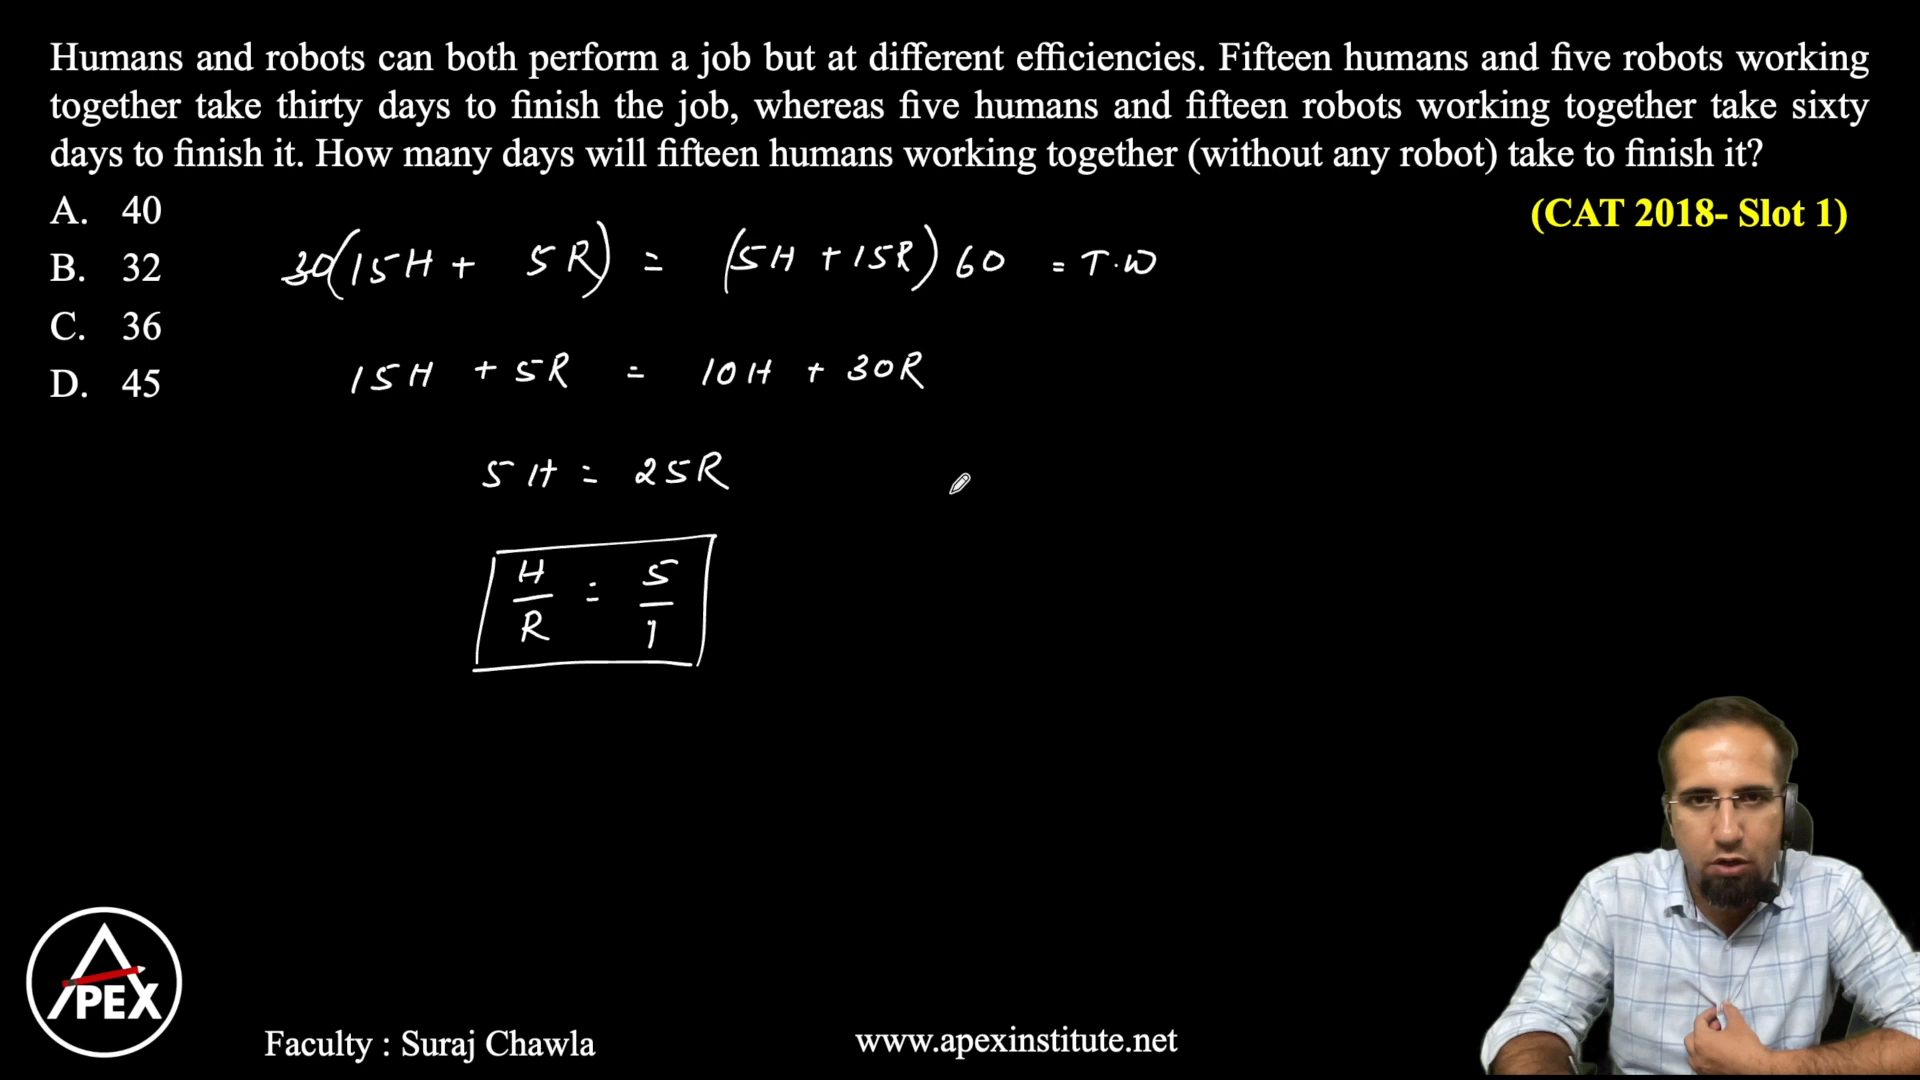 Humans and robots can both perform a job but at different efficiencies. Fifteen humans and five robots working
together take thirty days to finish the job, whereas five humans and fifteen robots working together take sixty
days to finish it. How many days will fifteen humans working together (without any robot) take to finish it?
(CAT 2018- Slot 1)
A. 40
B. 32
C. 36
D. 45
30(15H + 5R) = (5H + 15R) 60 = T.W
15H + 5R = 10H + 30R
5H = 25R
H/R = 5/1
APEX
Faculty : Suraj Chawla
www.apexinstitute.net